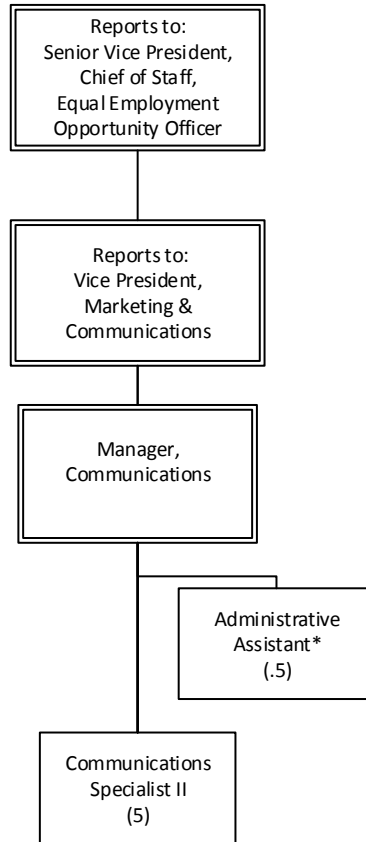 Reports to:
Senior Vice President,
Chief of Staff,
Equal Employment
Opportunity Officer
Reports to:
Vice President,
Marketing &
Communications
Manager,
Communications
Administrative
Assistant*
(.5)
Communications
Specialist II
(5)